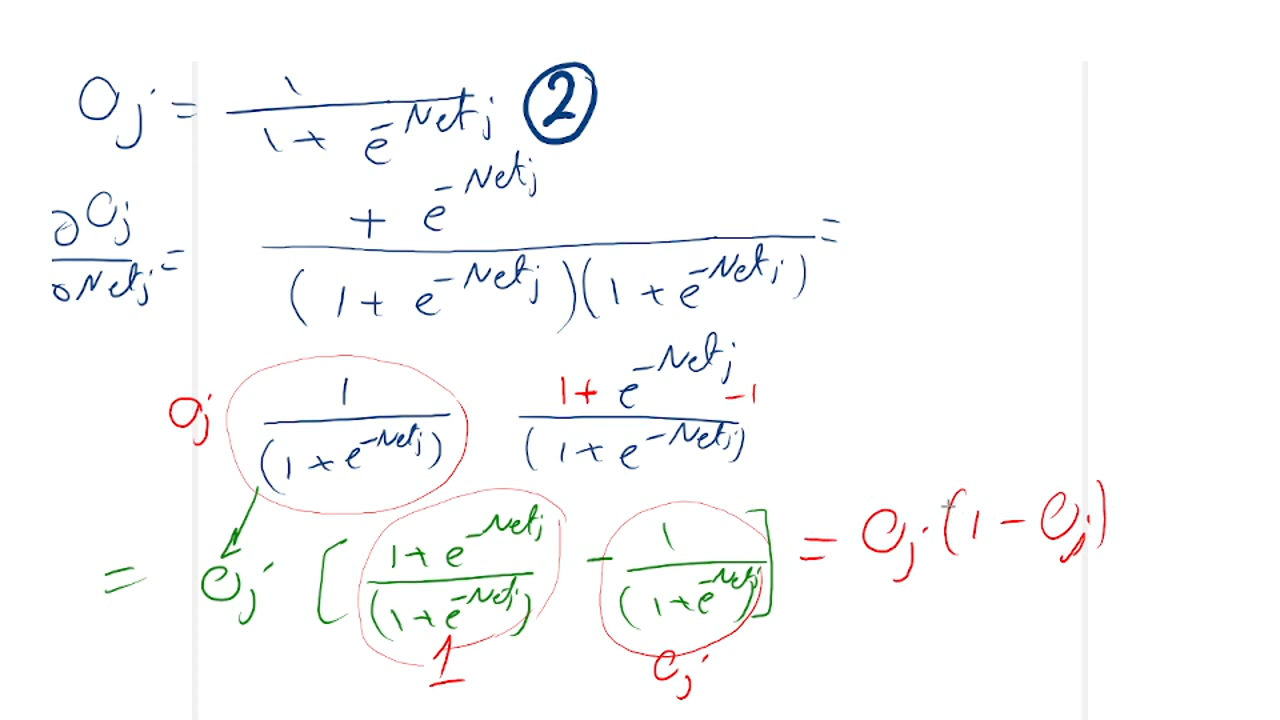 Oj = 1 / (1 + e^-Netj) ②
∂Oj / ∂Netj = + e^-Netj / (1 + e^-Netj)(1 + e^-Netj) =
Oj 1 / (1 + e^-Netj) 1 + e^-Netj -1 / (1 + e^-Netj)
= Oj [ 1 + e^-Netj / (1 + e^-Netj) - 1 / (1 + e^-Netj) ] = Oj (1 - Oj)
1 Oj